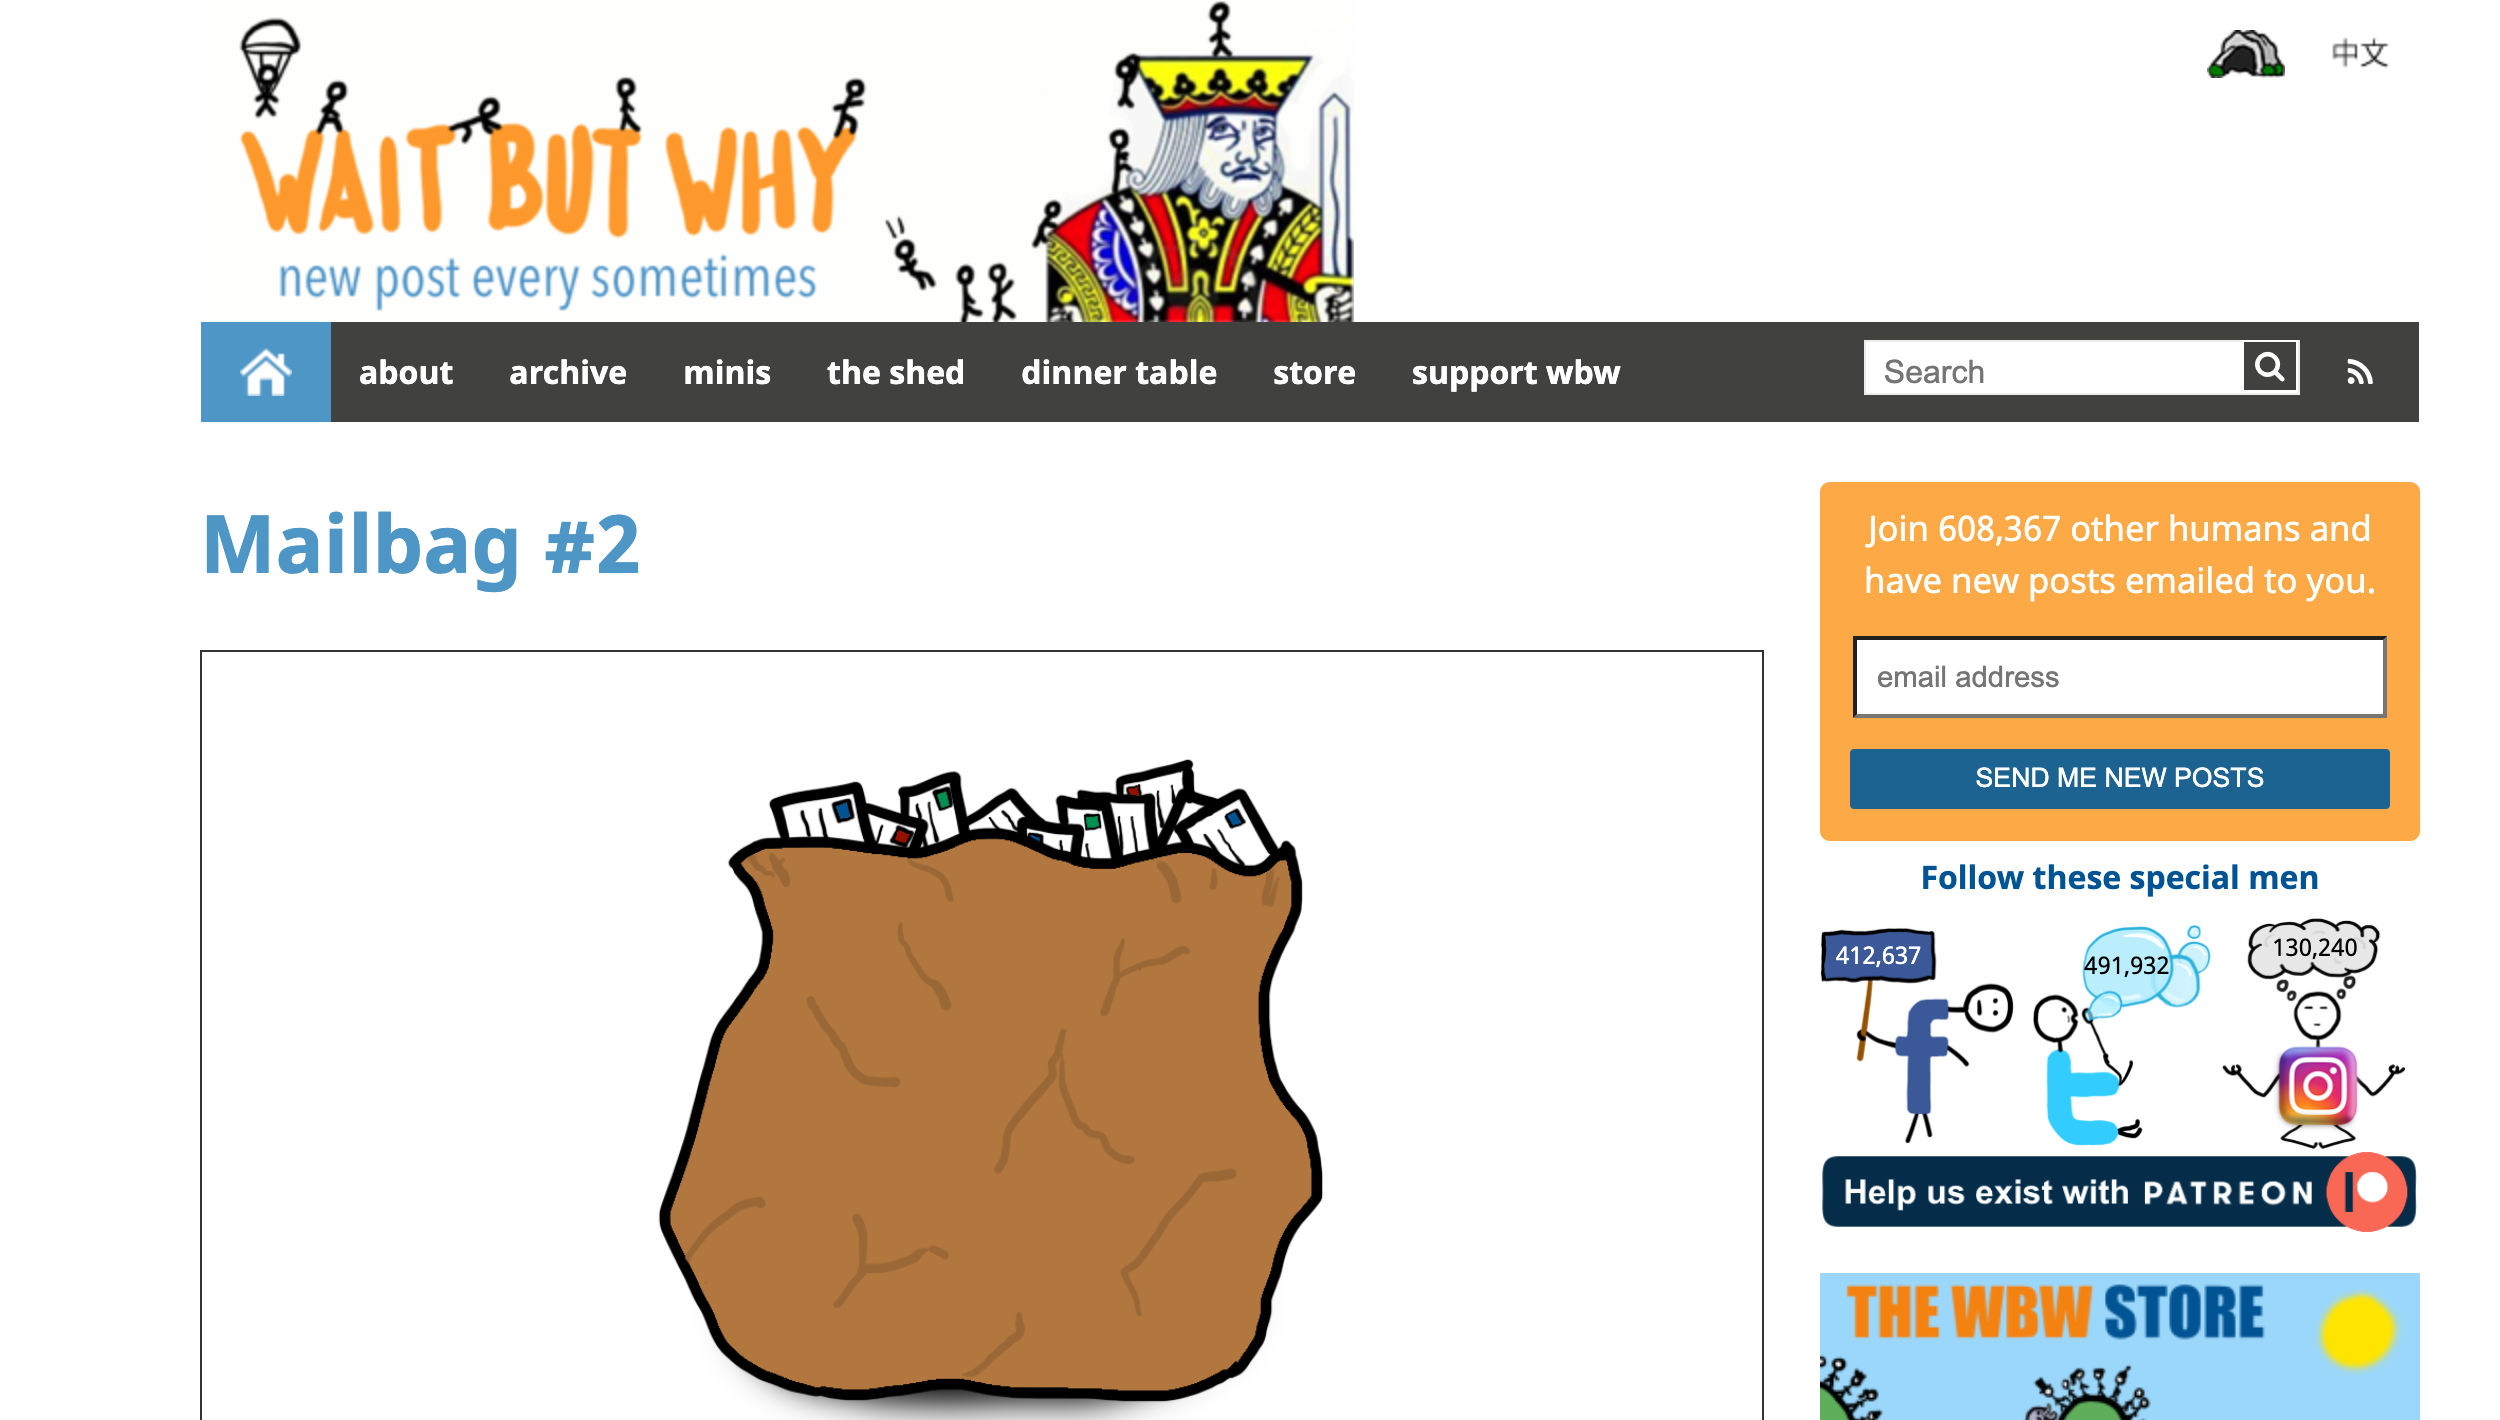 WAIT BUT WHY
new post every sometimes
中文
about archive minis the shed dinner table store support wbw
Search
Mailbag #2
Join 608,367 other humans and
have new posts emailed to you.
email address
SEND ME NEW POSTS
Follow these special men
412,637
491,932
130,240
Help us exist with PATREON
THE WBW STORE